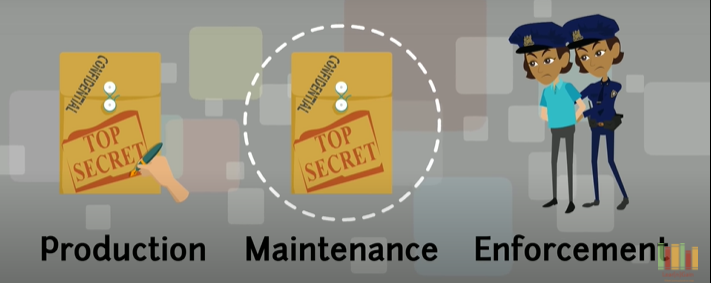 CONFIDENTIAL
TOP
SECRET
CONFIDENTIAL
TOP
SECRET
Production Maintenance Enforcement